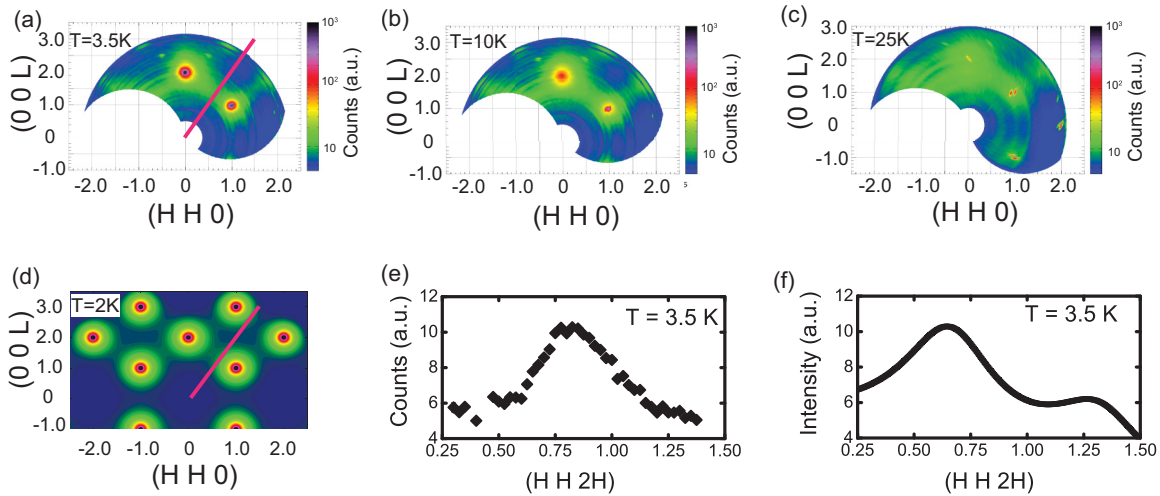 (a)
T=3.5K
(0 0 L)
3.0
2.0
1.0
0
-1.0
-2.0 -1.0 0 1.0 2.0
(H H 0)
10³
10²
10
Counts (a.u.)
(b)
T=10K
(0 0 L)
3.0
2.0
1.0
0
-1.0
-2.0 -1.0 0 1.0 2.0
(H H 0)
10³
10²
10
s
Counts (a.u.)
(c)
T=25K
(0 0 L)
3.0
2.0
1.0
0
-1.0
-2.0 -1.0 0 1.0 2.0
(H H 0)
10³
10²
10
Counts (a.u.)
(d)
T=2K
(0 0 L)
3.0
2.0
1.0
0
-1.0
-2.0 -1.0 0 1.0 2.0
(H H 0)
(e)
T = 3.5 K
Counts (a.u.)
12
10
8
6
4
0.25 0.50 0.75 1.00 1.25 1.50
(H H 2H)
(f)
T = 3.5 K
Intensity (a.u.)
12
10
8
6
4
0.25 0.50 0.75 1.00 1.25 1.50
(H H 2H)